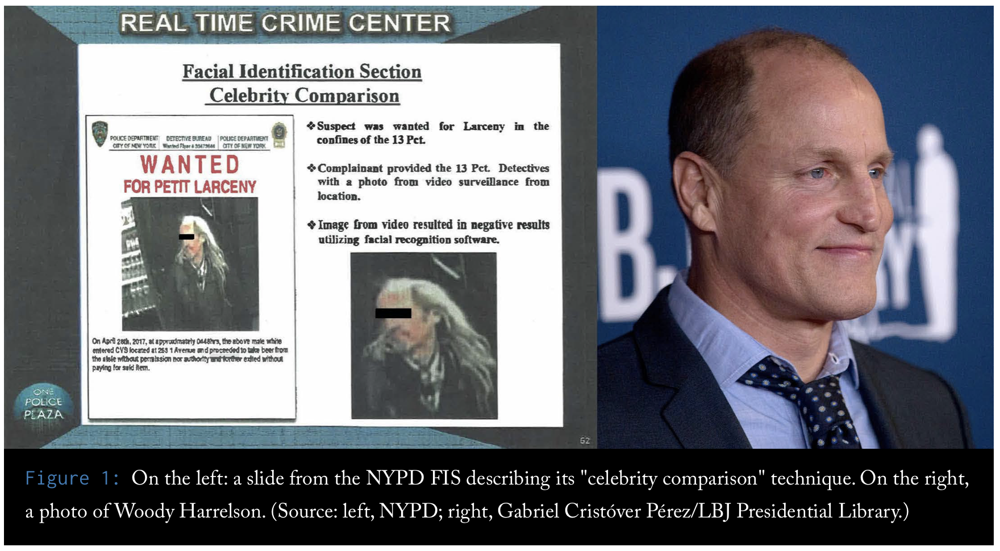 REAL TIME CRIME CENTER
Facial Identification Section
Celebrity Comparison
POLICE DEPARTMENT
CITY OF NEW YORK
DETECTIVE BUREAU
Wanted Flyer #
POLICE DEPARTMENT
CITY OF NEW YORK
WANTED
FOR PETIT LARCENY
On April 28th, 2017, at approximately 0448hrs, the above male white
entered CVS located at 253 1 Avenue and proceeded to take beer from
the aisle without permission nor authority and further exited without
paying for said item.
❖Suspect was wanted for Larceny in the
confines of the 13 Pct.
❖Complainant provided the 13 Pct. Detectives
with a photo from video surveillance from
location.
❖Image from video resulted in negative results
utilizing facial recognition software.
ONE
POLICE
PLAZA
62
B.
Figure 1: On the left: a slide from the NYPD FIS describing its "celebrity comparison" technique. On the right,
a photo of Woody Harrelson. (Source: left, NYPD; right, Gabriel Cristóver Pérez/LBJ Presidential Library.)